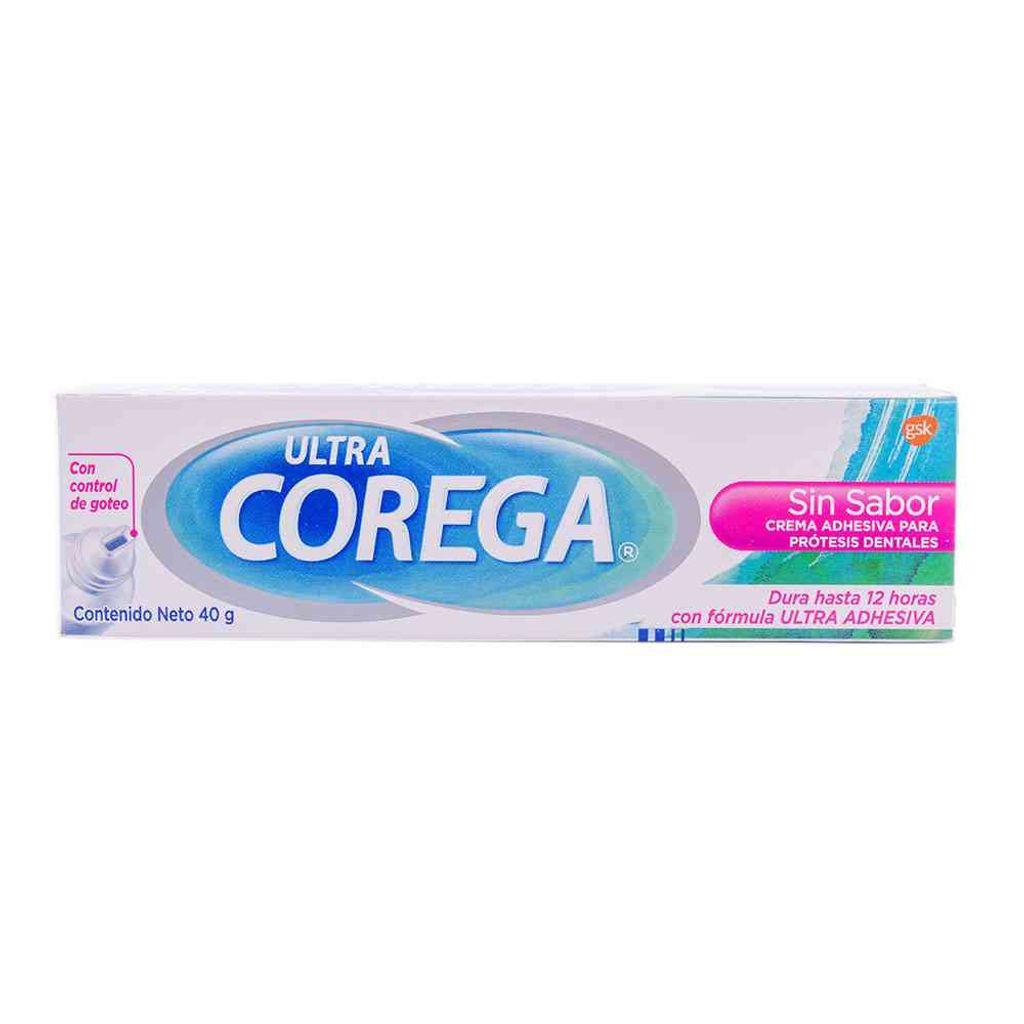 Con
control
de goteo
Contenido Neto 40 g
ULTRA
COREGA®
gsk
Sin Sabor
CREMA ADHESIVA PARA
PRÓTESIS DENTALES
Dura hasta 12 horas
con fórmula ULTRA ADHESIVA